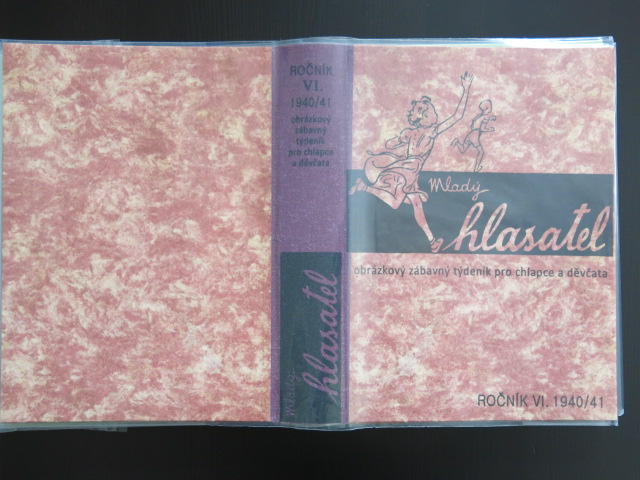 ROČNÍK
VI.
1940/41
obrázkový
zábavný
týdeník
pro chlapce
a děvčata
Mladý
hlasatel
Mladý
hlasatel
obrázkový zábavný týdeník pro chlapce a děvčata
ROČNÍK VI. 1940/41